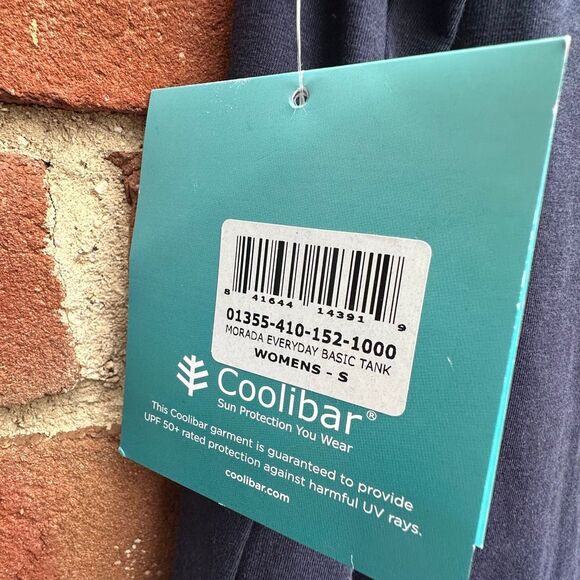 8 41644 14391 9
01355-410-152-1000
MORADA EVERYDAY BASIC TANK
WOMENS - S
Coolibar®
Sun Protection You Wear
This Coolibar garment is guaranteed to provide
UPF 50+ rated protection against harmful UV rays.
coolibar.com